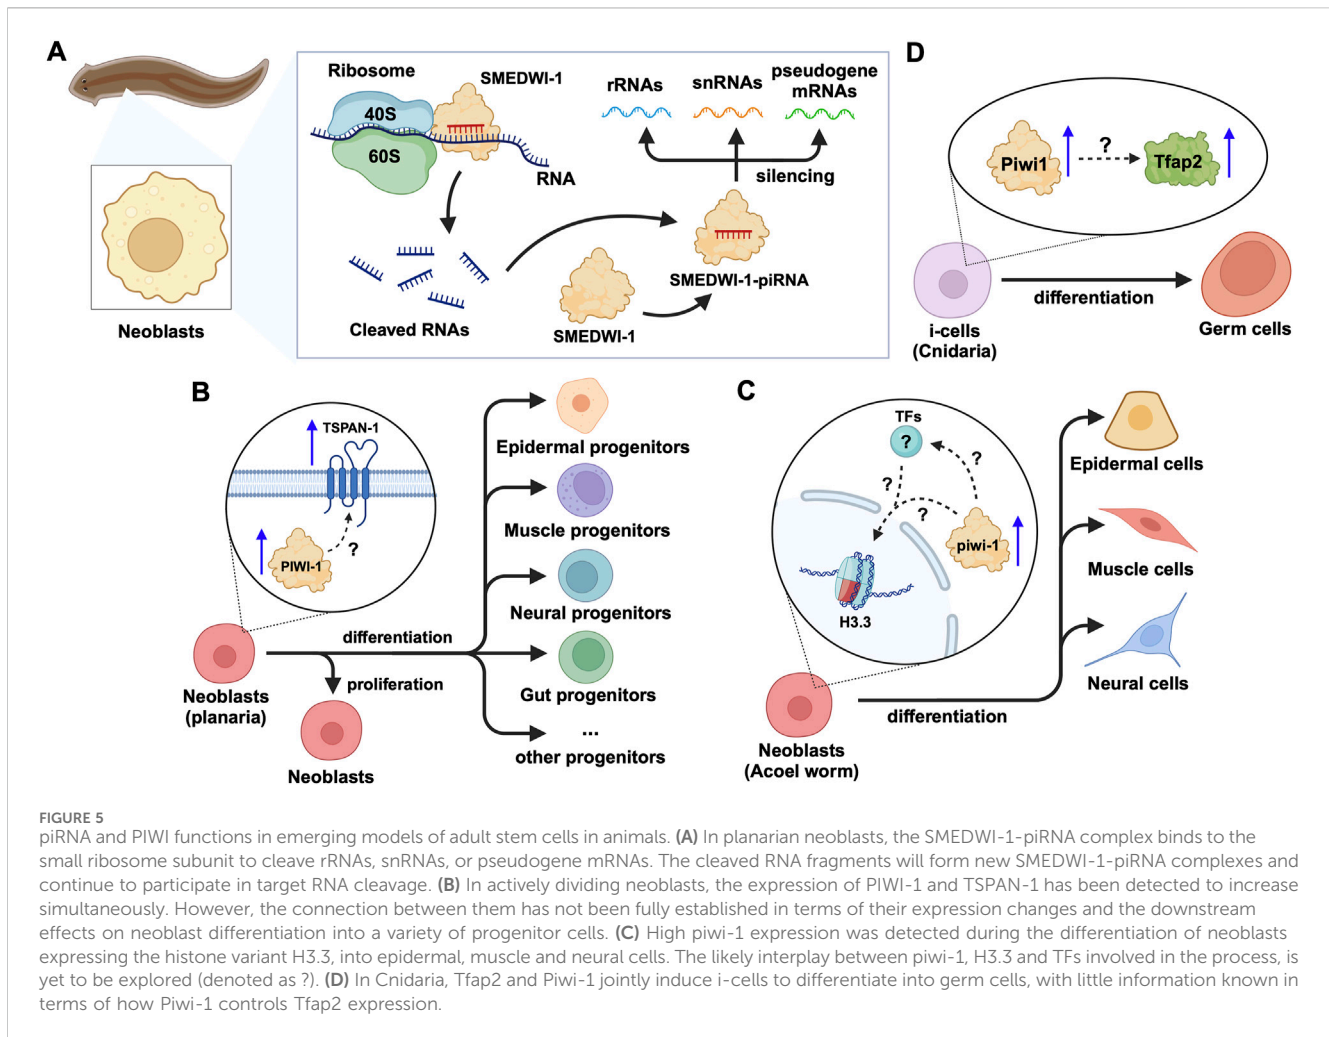 A
Ribosome
SMEDWI-1
40S
60S
RNA
rRNAs
snRNAs
pseudogene
mRNAs
silencing
SMEDWI-1-piRNA
SMEDWI-1
Cleaved RNAs
Neoblasts
D
Piwi1
?
Tfap2
i-cells
(Cnidaria)
differentiation
Germ cells
B
TSPAN-1
PIWI-1
?
Neoblasts
(planaria)
differentiation
proliferation
Neoblasts
Epidermal progenitors
Muscle progenitors
Neural progenitors
Gut progenitors
...
other progenitors
C
TFs
?
?
?
?
piwi-1
H3.3
Neoblasts
(Acoel worm)
differentiation
Epidermal cells
Muscle cells
Neural cells
FIGURE 5
piRNA and PIWI functions in emerging models of adult stem cells in animals. (A) In planarian neoblasts, the SMEDWI-1-piRNA complex binds to the
small ribosome subunit to cleave rRNAs, snRNAs, or pseudogene mRNAs. The cleaved RNA fragments will form new SMEDWI-1-piRNA complexes and
continue to participate in target RNA cleavage. (B) In actively dividing neoblasts, the expression of PIWI-1 and TSPAN-1 has been detected to increase
simultaneously. However, the connection between them has not been fully established in terms of their expression changes and the downstream
effects on neoblast differentiation into a variety of progenitor cells. (C) High piwi-1 expression was detected during the differentiation of neoblasts
expressing the histone variant H3.3, into epidermal, muscle and neural cells. The likely interplay between piwi-1, H3.3 and TFs involved in the process, is
yet to be explored (denoted as ?). (D) In Cnidaria, Tfap2 and Piwi-1 jointly induce i-cells to differentiate into germ cells, with little information known in
terms of how Piwi-1 controls Tfap2 expression.